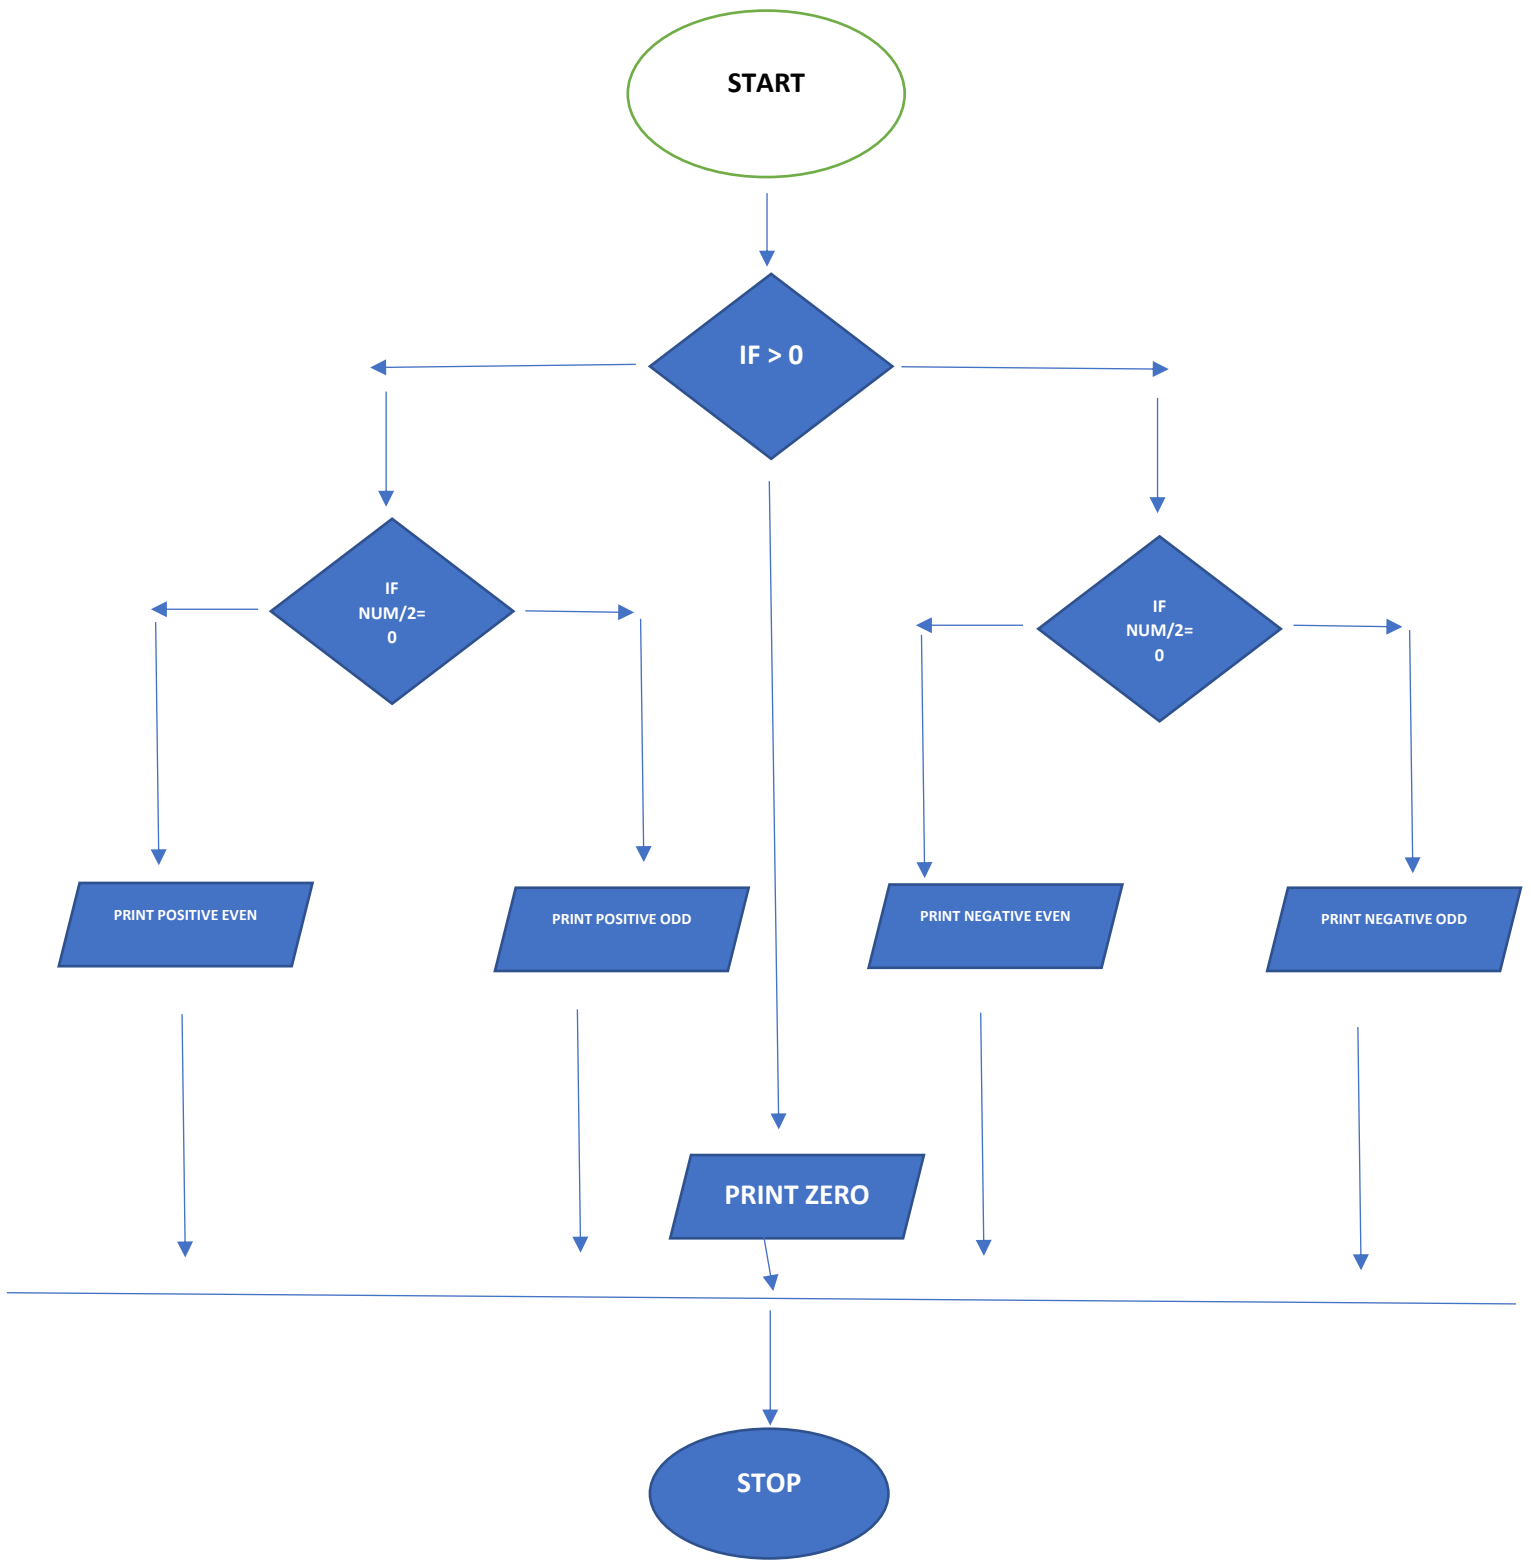 START
IF > 0
IF
NUM/2=
0
IF
NUM/2=
0
PRINT POSITIVE EVEN
PRINT POSITIVE ODD
PRINT NEGATIVE EVEN
PRINT NEGATIVE ODD
PRINT ZERO
STOP